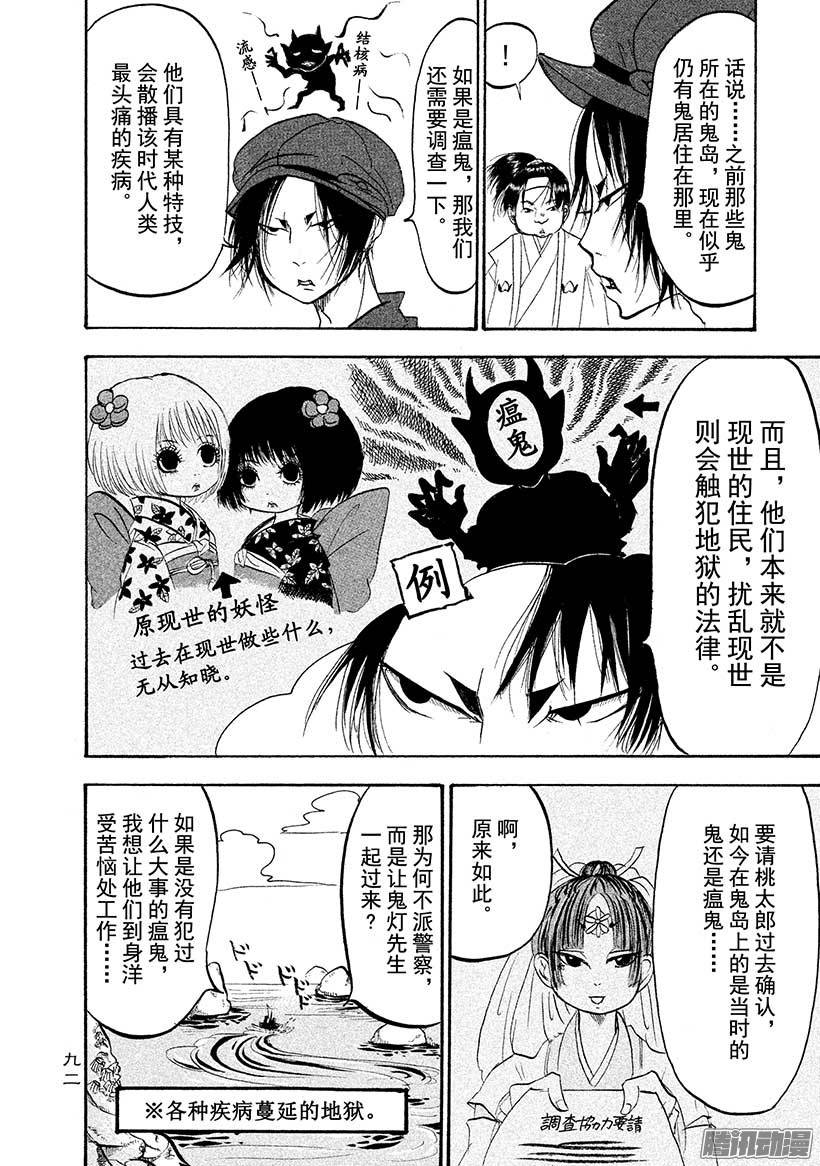 话说……之前那些鬼
所在的鬼岛，现在似乎
仍有鬼居住在那里。
！
如果是瘟鬼，那我们
还需要调查一下。
结核病
流感
他们具有某种特技，
会散播该时代人类
最头痛的疾病。
而且，他们本来就不是
现世的住民，扰乱现世
则会触犯地狱的法律。
瘟鬼
例
原现世的妖怪
过去在现世做些什么，
无从知晓。
要请桃太郎过去确认，
如今在鬼岛上的是当时的
鬼还是瘟鬼……
啊，
原来如此。
調査協力要請
那为何不派警察，
而是让鬼灯先生
一起过来？
如果是没有犯过
什么大事的瘟鬼，
我想让他们到身洋
受苦恼处工作……
ドドド
ドドド
※各种疾病蔓延的地狱。
九二
腾讯动漫